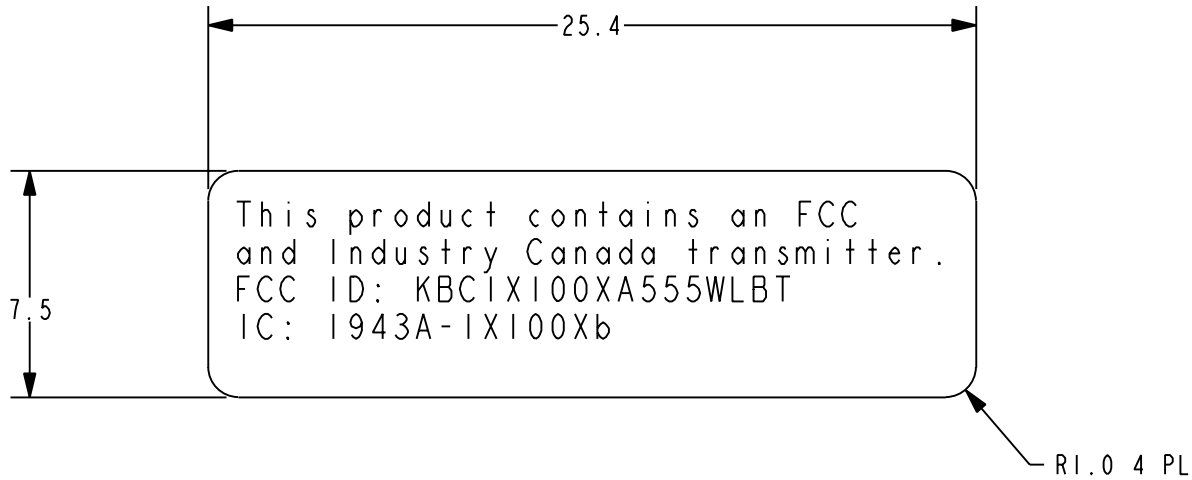 25.4
This product contains an FCC
and Industry Canada transmitter.
7.5
FCC ID: KBCIX100XA555WLBT
IC: 1943A-IX100Xb
R1.0 4 PL